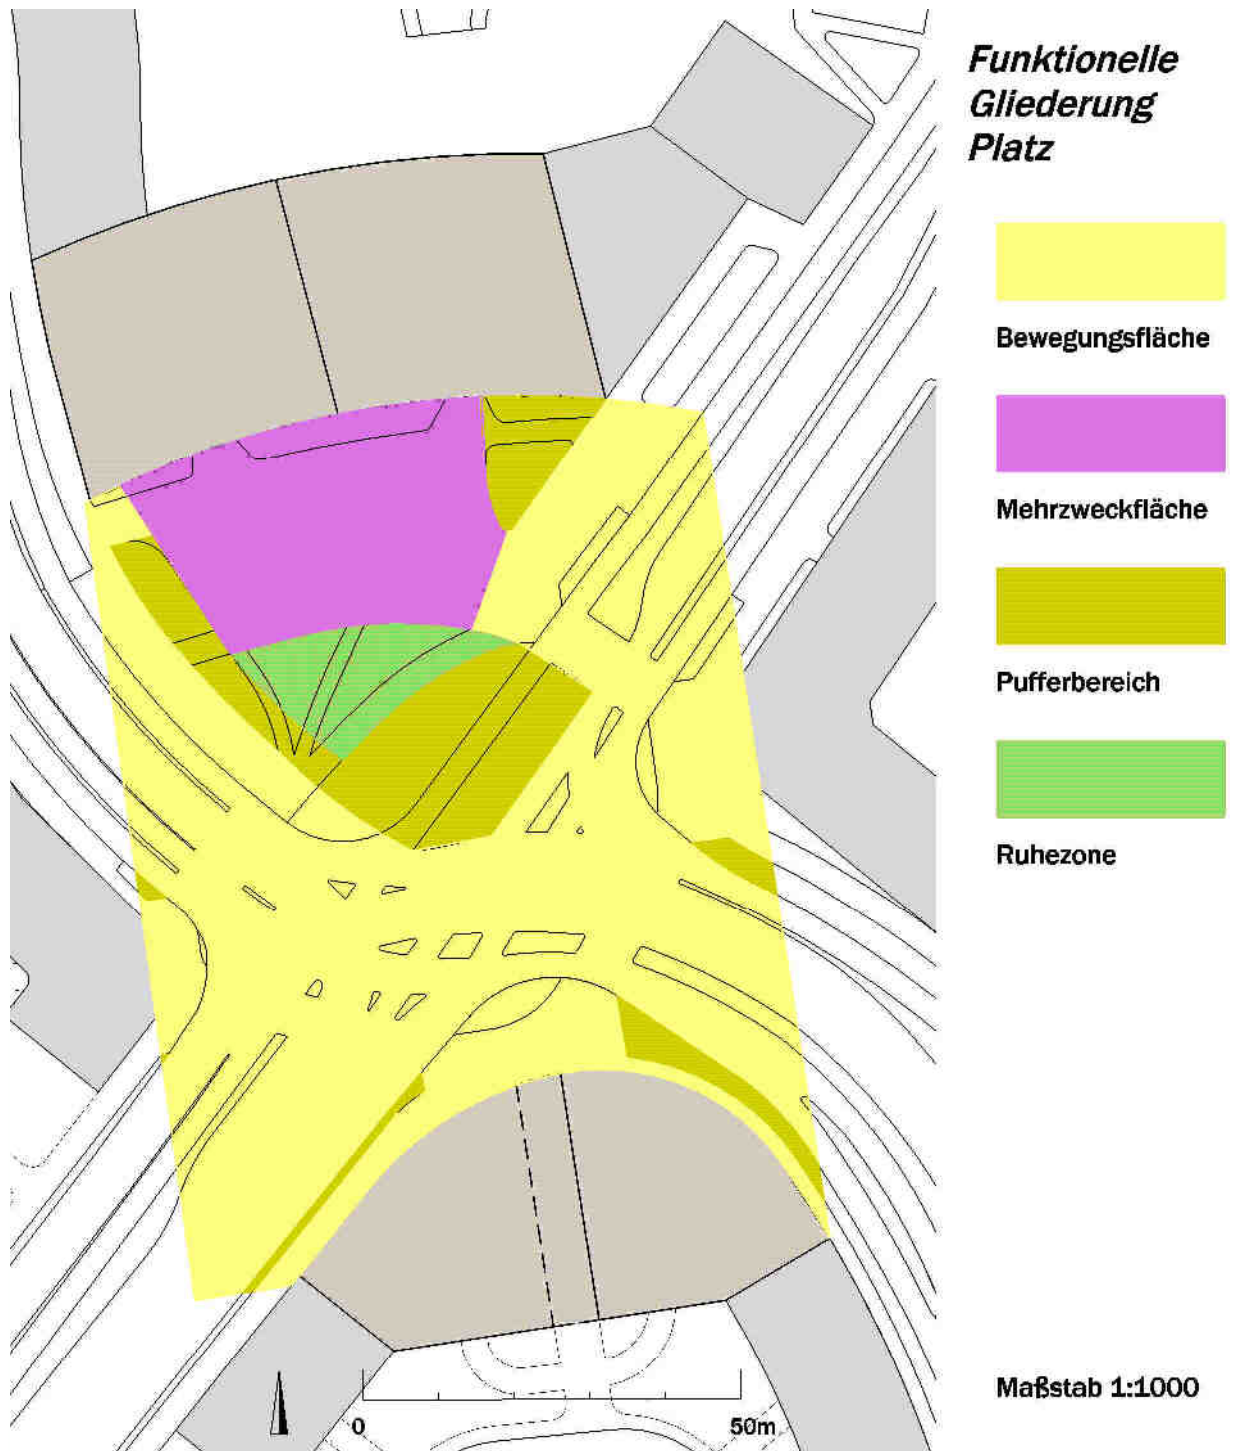 Funktionelle
Gliederung
Platz
Bewegungsfläche
Mehrzweckfläche
Pufferbereich
Ruhezone
Maßstab 1:1000
0 50m